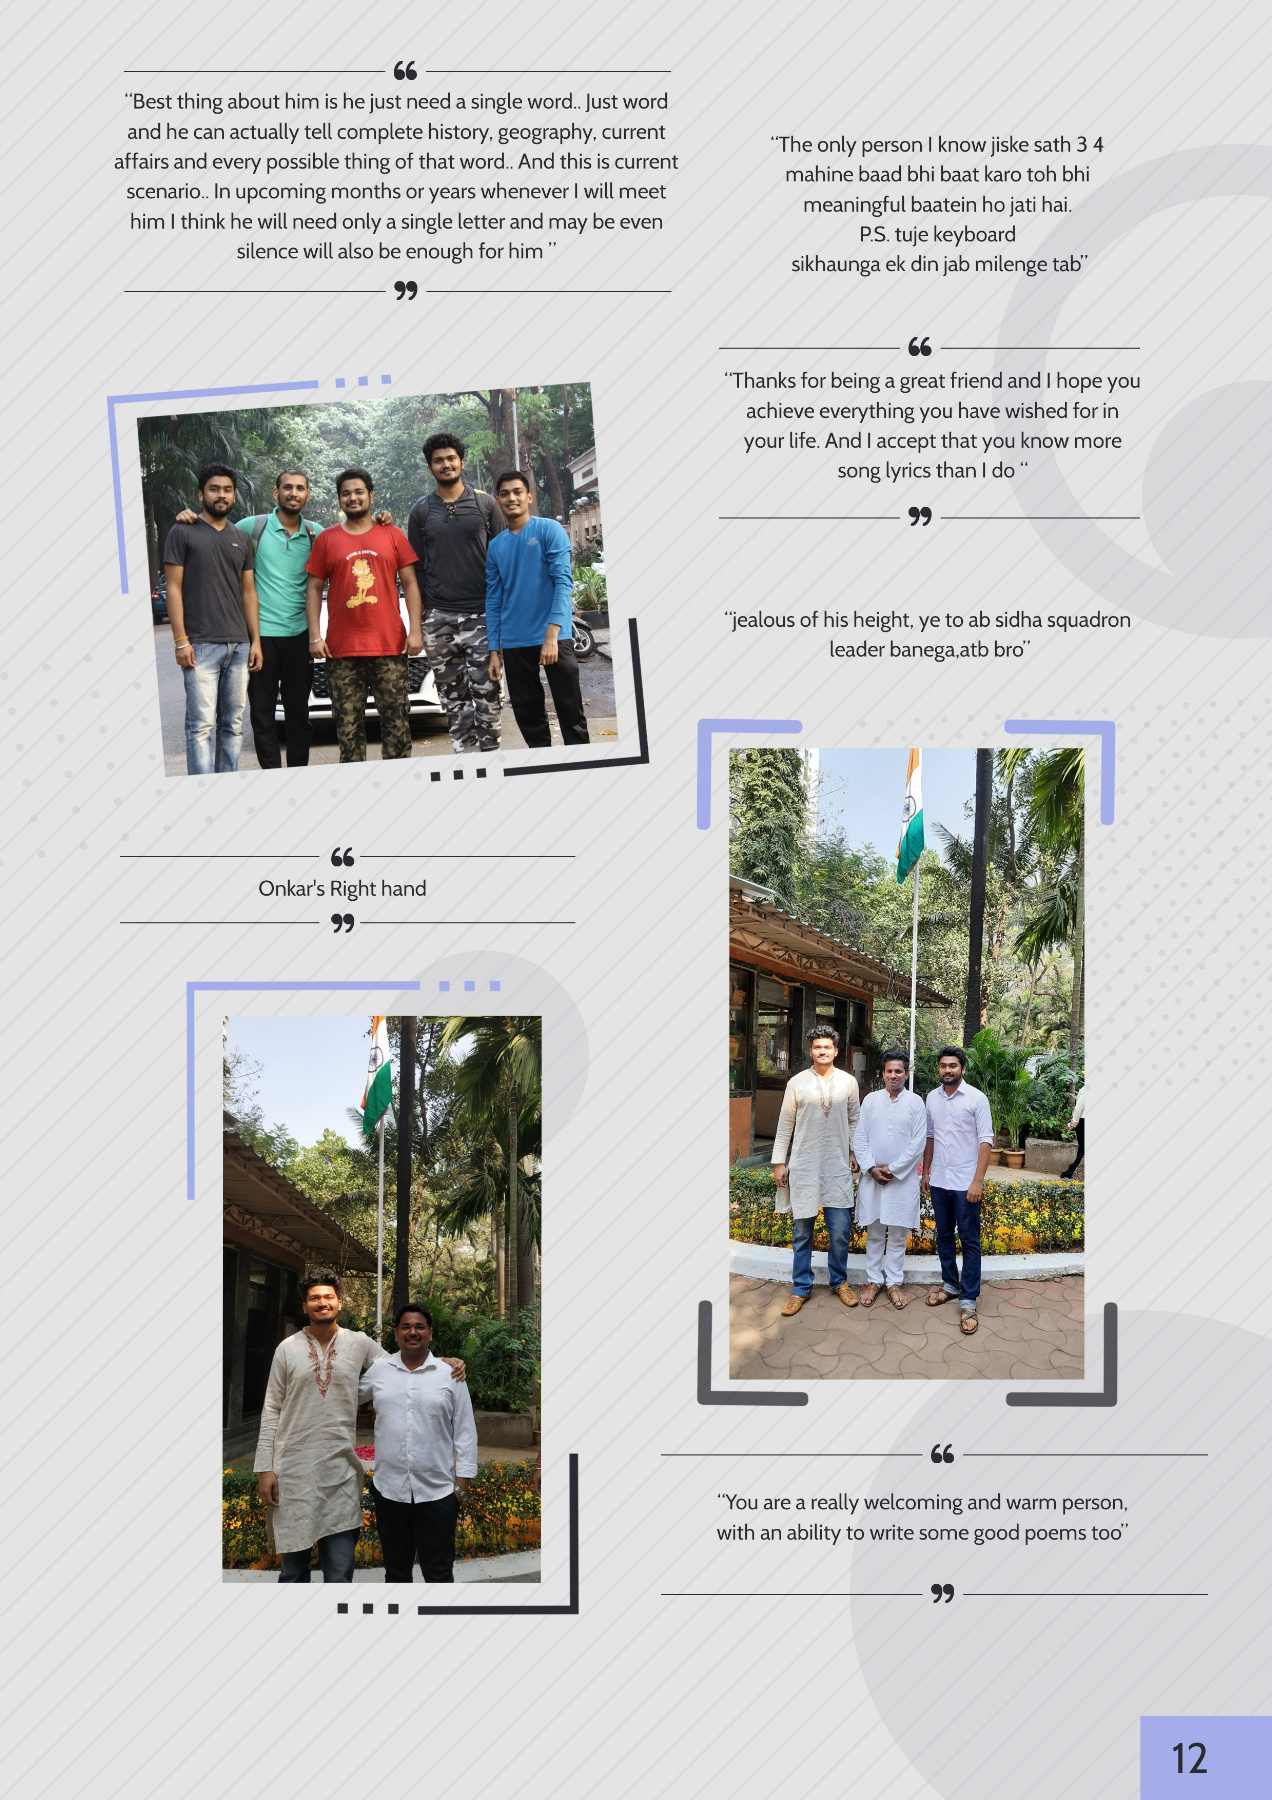 “Best thing about him is he just need a single word.. Just word
and he can actually tell complete history, geography, current
affairs and every possible thing of that word.. And this is current
scenario.. In upcoming months or years whenever I will meet
him I think he will need only a single letter and may be even
silence will also be enough for him ”
“The only person I know jiske sath 3 4
mahine baad bhi baat karo toh bhi
meaningful baatein ho jati hai.
P.S. tuje keyboard
sikhaunga ek din jab milenge tab”
“Thanks for being a great friend and I hope you
achieve everything you have wished for in
your life. And I accept that you know more
song lyrics than I do “
“jealous of his height, ye to ab sidha squadron
leader banega,atb bro”
Onkar's Right hand
“You are a really welcoming and warm person,
with an ability to write some good poems too”
12